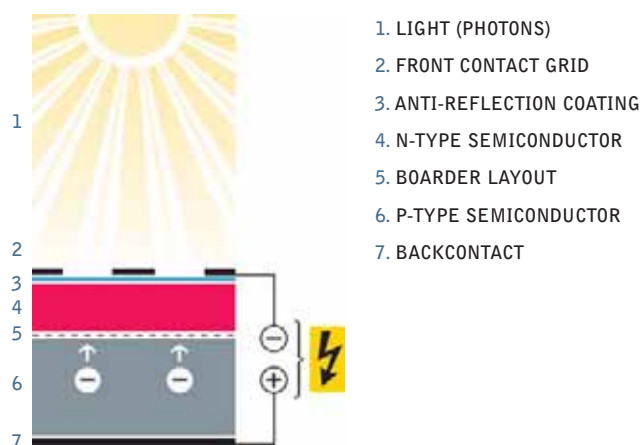 1. LIGHT (PHOTONS)
2. FRONT CONTACT GRID
3. ANTI-REFLECTION COATING
4. N-TYPE SEMICONDUCTOR
5. BOARDER LAYOUT
6. P-TYPE SEMICONDUCTOR
7. BACKCONTACT
1
2
3
4
5
6
7